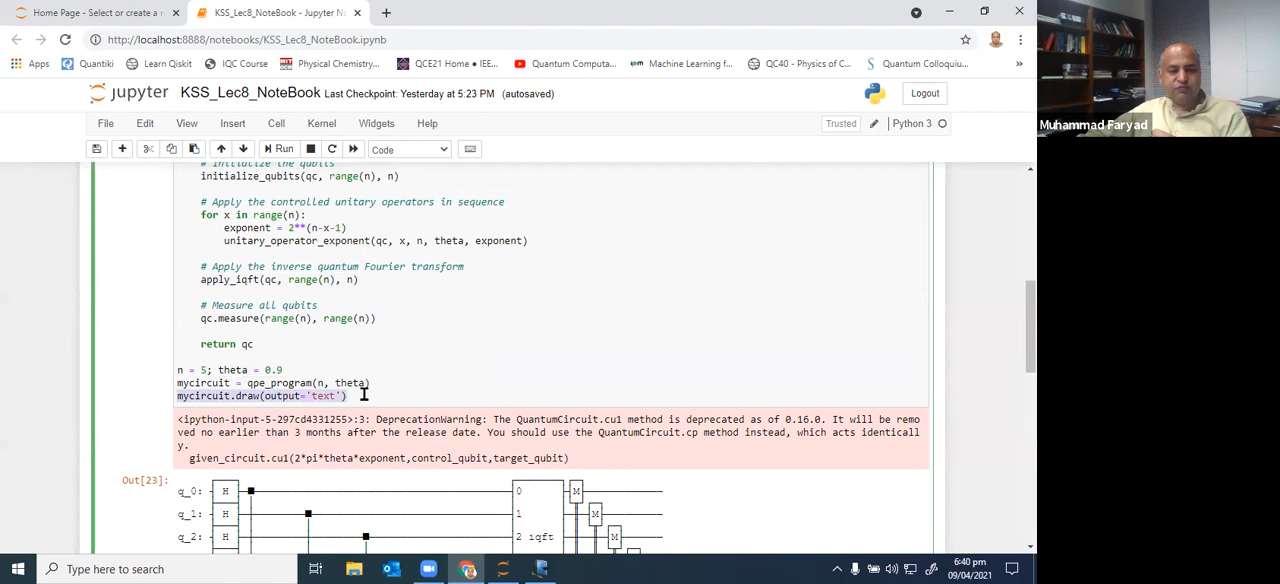 Home Page - Select or create a n
KSS_Lec8_NoteBook - Jupyter Not
http://localhost:8888/notebooks/KSS_Lec8_NoteBook.ipynb
Apps Quantiki Learn Qiskit IQC Course Physical Chemistry... QCE21 Home ● IEE... Quantum Computa... Machine Learning f... QC40 - Physics of C... Quantum Colloquiu... »
jupyter KSS_Lec8_NoteBook Last Checkpoint: Yesterday at 5:23 PM (autosaved) Logout
Muhammad Faryad
File Edit View Insert Cell Kernel Widgets Help Trusted Python 3
Run Code
# Initialize the qubits
initialize_qubits(qc, range(n), n)
# Apply the controlled unitary operators in sequence
for x in range(n):
exponent = 2**(n-x-1)
unitary_operator_exponent(qc, x, n, theta, exponent)
# Apply the inverse quantum Fourier transform
apply_iqft(qc, range(n), n)
# Measure all qubits
qc.measure(range(n), range(n))
return qc
n = 5; theta = 0.9
mycircuit = qpe_program(n, theta)
mycircuit.draw(output='text')
<ipython-input-5-297cd4331255>:3: DeprecationWarning: The QuantumCircuit.cu1 method is deprecated as of 0.16.0. It will be remo
ved no earlier than 3 months after the release date. You should use the QuantumCircuit.cp method instead, which acts identicall
y.
given_circuit.cu1(2*pi*theta*exponent,control_qubit,target_qubit)
Out[23]:
q_0: H 0 M
q_1: H 1 M
q_2: H 2 iqft M
Type here to search
6:40 pm
09/04/2021